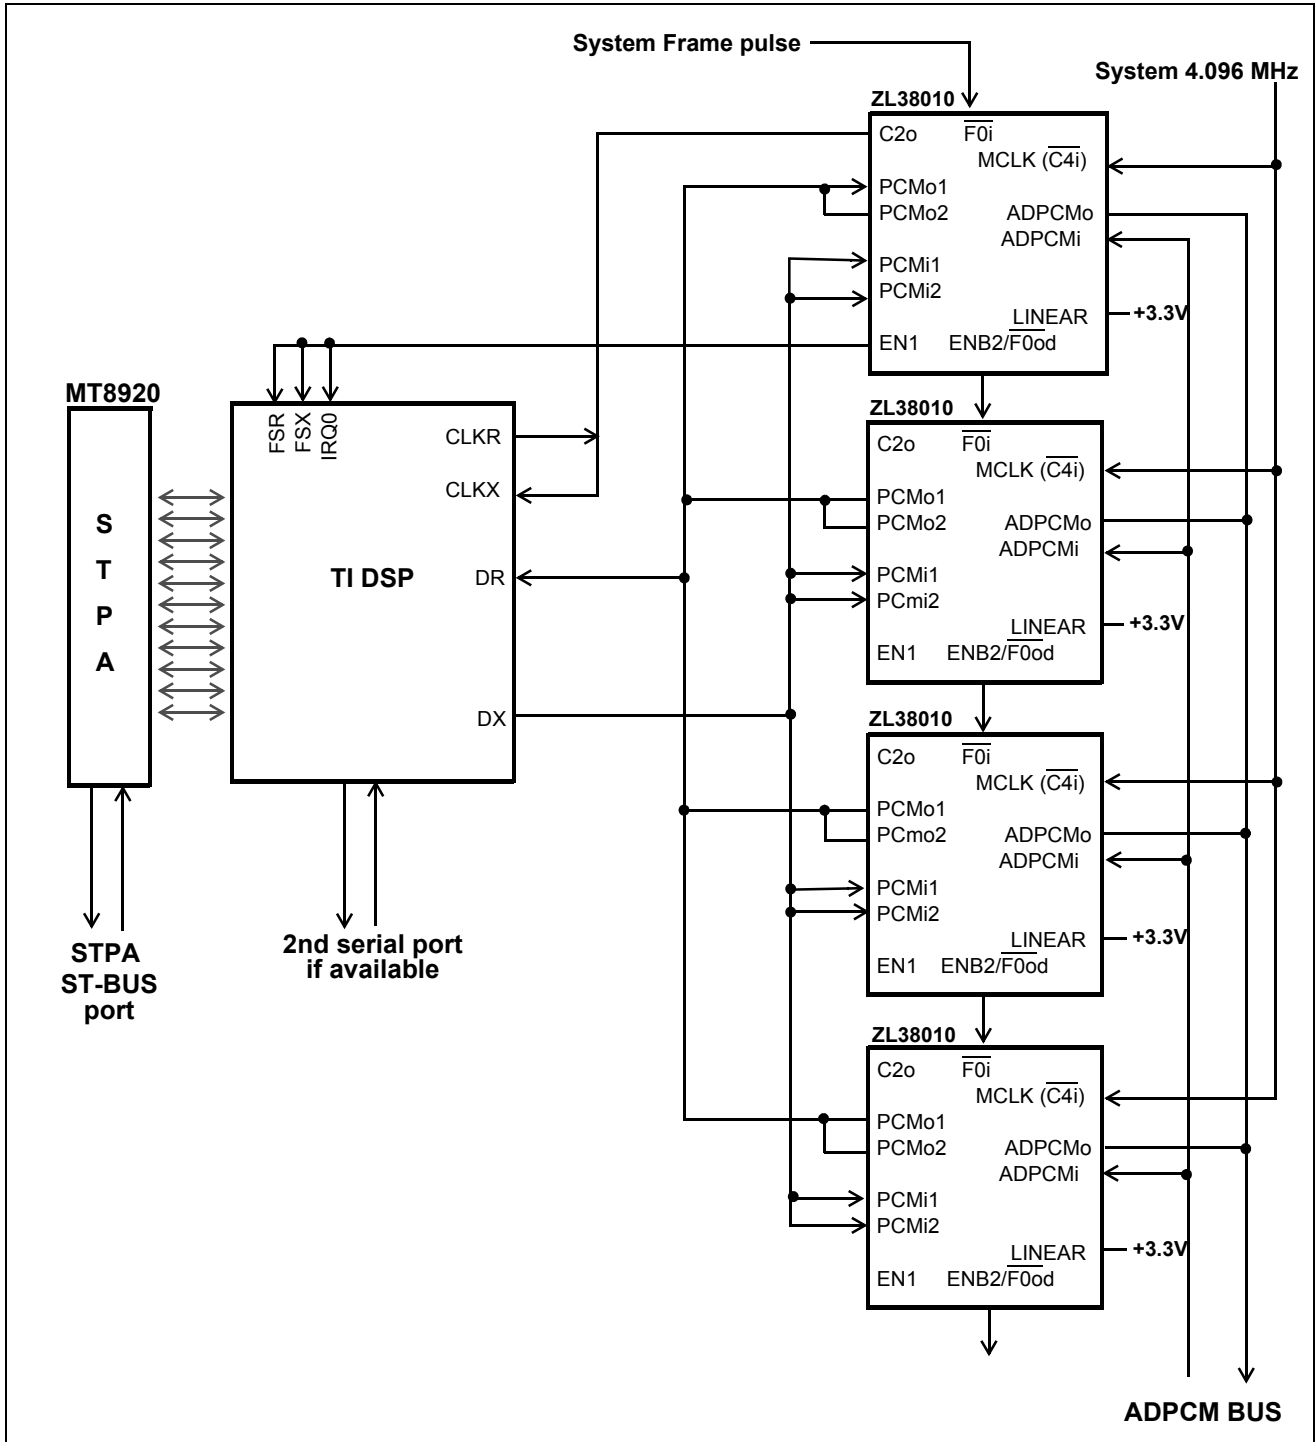 System Frame pulse
System 4.096 MHz
ZL38010
C2o F0i
MCLK (C4i)
PCMo1
PCMo2 ADPCMo
ADPCMi
PCMi1
PCMi2
LINEAR +3.3V
EN1 ENB2/F0od
MT8920
S
T
P
A
FSR
FSX
IRQ0
CLKR
CLKX
TI DSP
DR
DX
STPA
ST-BUS
port
2nd serial port
if available
ZL38010
C2o F0i
MCLK (C4i)
PCMo1
PCMo2 ADPCMo
ADPCMi
PCMi1
PCmi2
LINEAR +3.3V
EN1 ENB2/F0od
ZL38010
C2o F0i
MCLK (C4i)
PCMo1
PCmo2 ADPCMo
ADPCMi
PCMi1
PCMi2
LINEAR +3.3V
EN1 ENB2/F0od
ZL38010
C2o F0i
MCLK (C4i)
PCMo1
PCMo2 ADPCMo
ADPCMi
PCMi1
PCMi2
LINEAR +3.3V
EN1 ENB2/F0od
ADPCM BUS